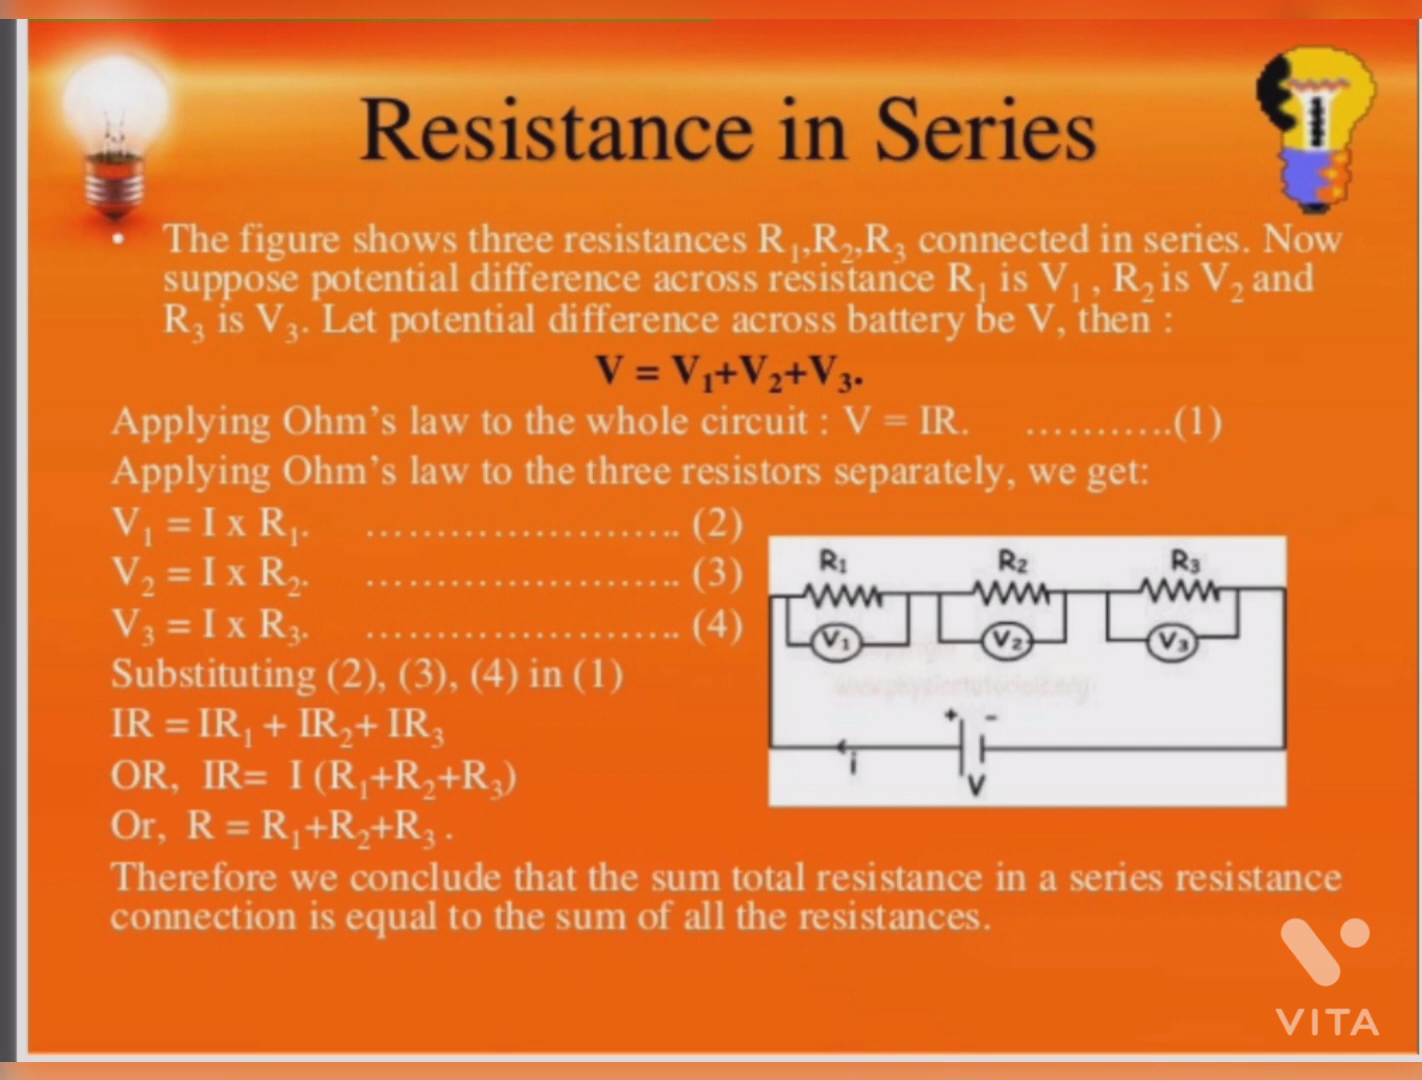 Resistance in Series
• The figure shows three resistances R₁,R₂,R₃ connected in series. Now
suppose potential difference across resistance R₁ is V₁ , R₂ is V₂ and
R₃ is V₃. Let potential difference across battery be V, then :
V = V₁+V₂+V₃.
Applying Ohm's law to the whole circuit : V = IR. ………..(1)
Applying Ohm's law to the three resistors separately, we get:
V₁ = I x R₁. ………………….. (2)
V₂ = I x R₂. ………………….. (3)
V₃ = I x R₃. ………………….. (4)
Substituting (2), (3), (4) in (1)
IR = IR₁ + IR₂+ IR₃
OR, IR= I (R₁+R₂+R₃)
Or, R = R₁+R₂+R₃ .
Therefore we conclude that the sum total resistance in a series resistance
connection is equal to the sum of all the resistances.
R₁ R₂ R₃
V₁ V₂ V₃
www.physicstutorials.org
+ -
i
V
VITA